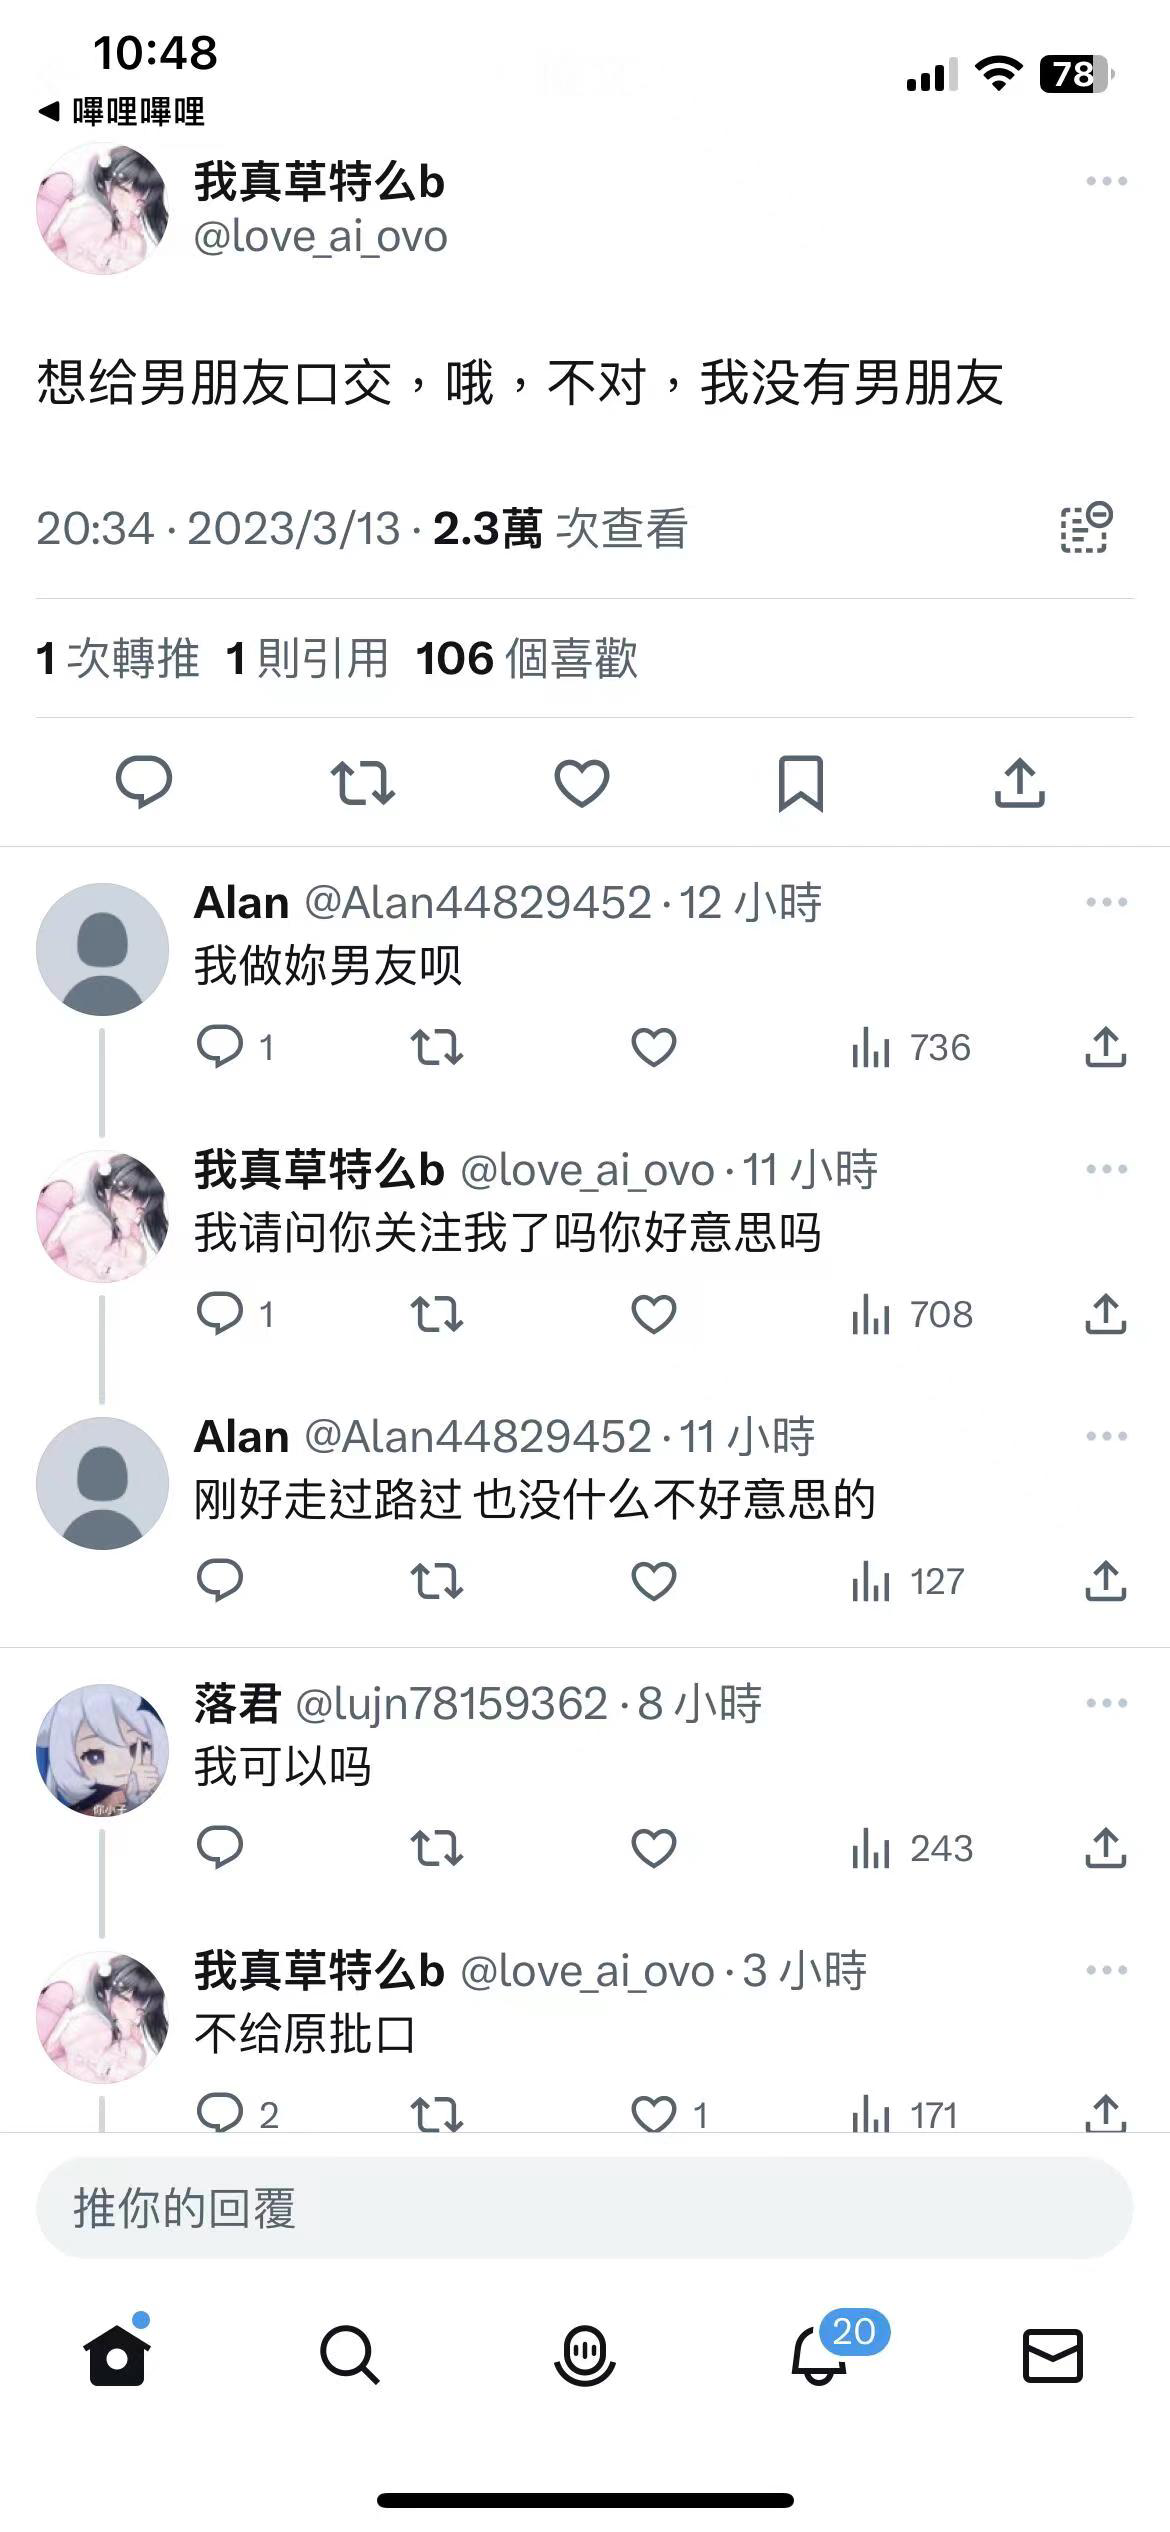 10:48
78
嗶哩嗶哩
我真草特么b
@love_ai_ovo
想给男朋友口交，哦，不对，我没有男朋友
20:34 · 2023/3/13 · 2.3萬 次查看
1 次轉推 1 則引用 106 個喜歡
Alan @Alan44829452 · 12 小時
我做妳男友呗
1 736
我真草特么b @love_ai_ovo · 11 小時
我请问你关注我了吗你好意思吗
1 708
Alan @Alan44829452 · 11 小時
刚好走过路过 也没什么不好意思的
127
落君 @lujn78159362 · 8 小時
我可以吗
你小子
243
我真草特么b @love_ai_ovo · 3 小時
不给原批口
2 1 171
推你的回覆
20